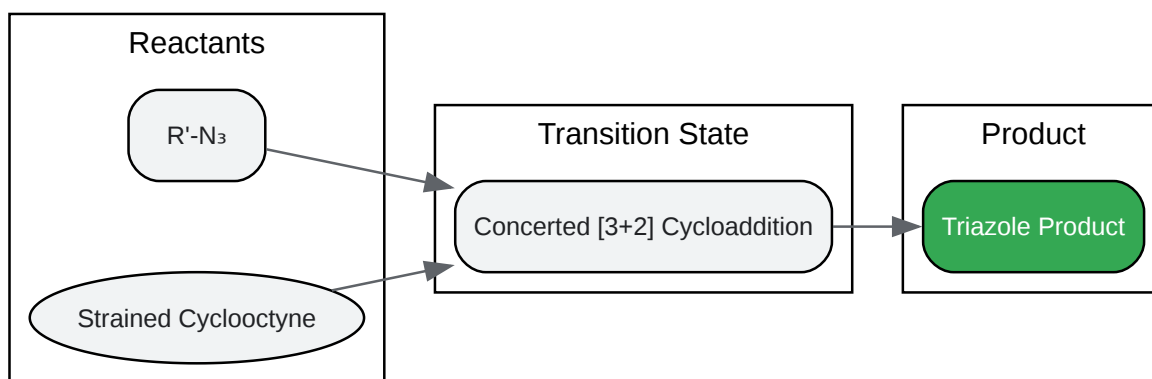 Reactants
R'-N₃
Strained Cyclooctyne
Transition State
Concerted [3+2] Cycloaddition
Product
Triazole Product